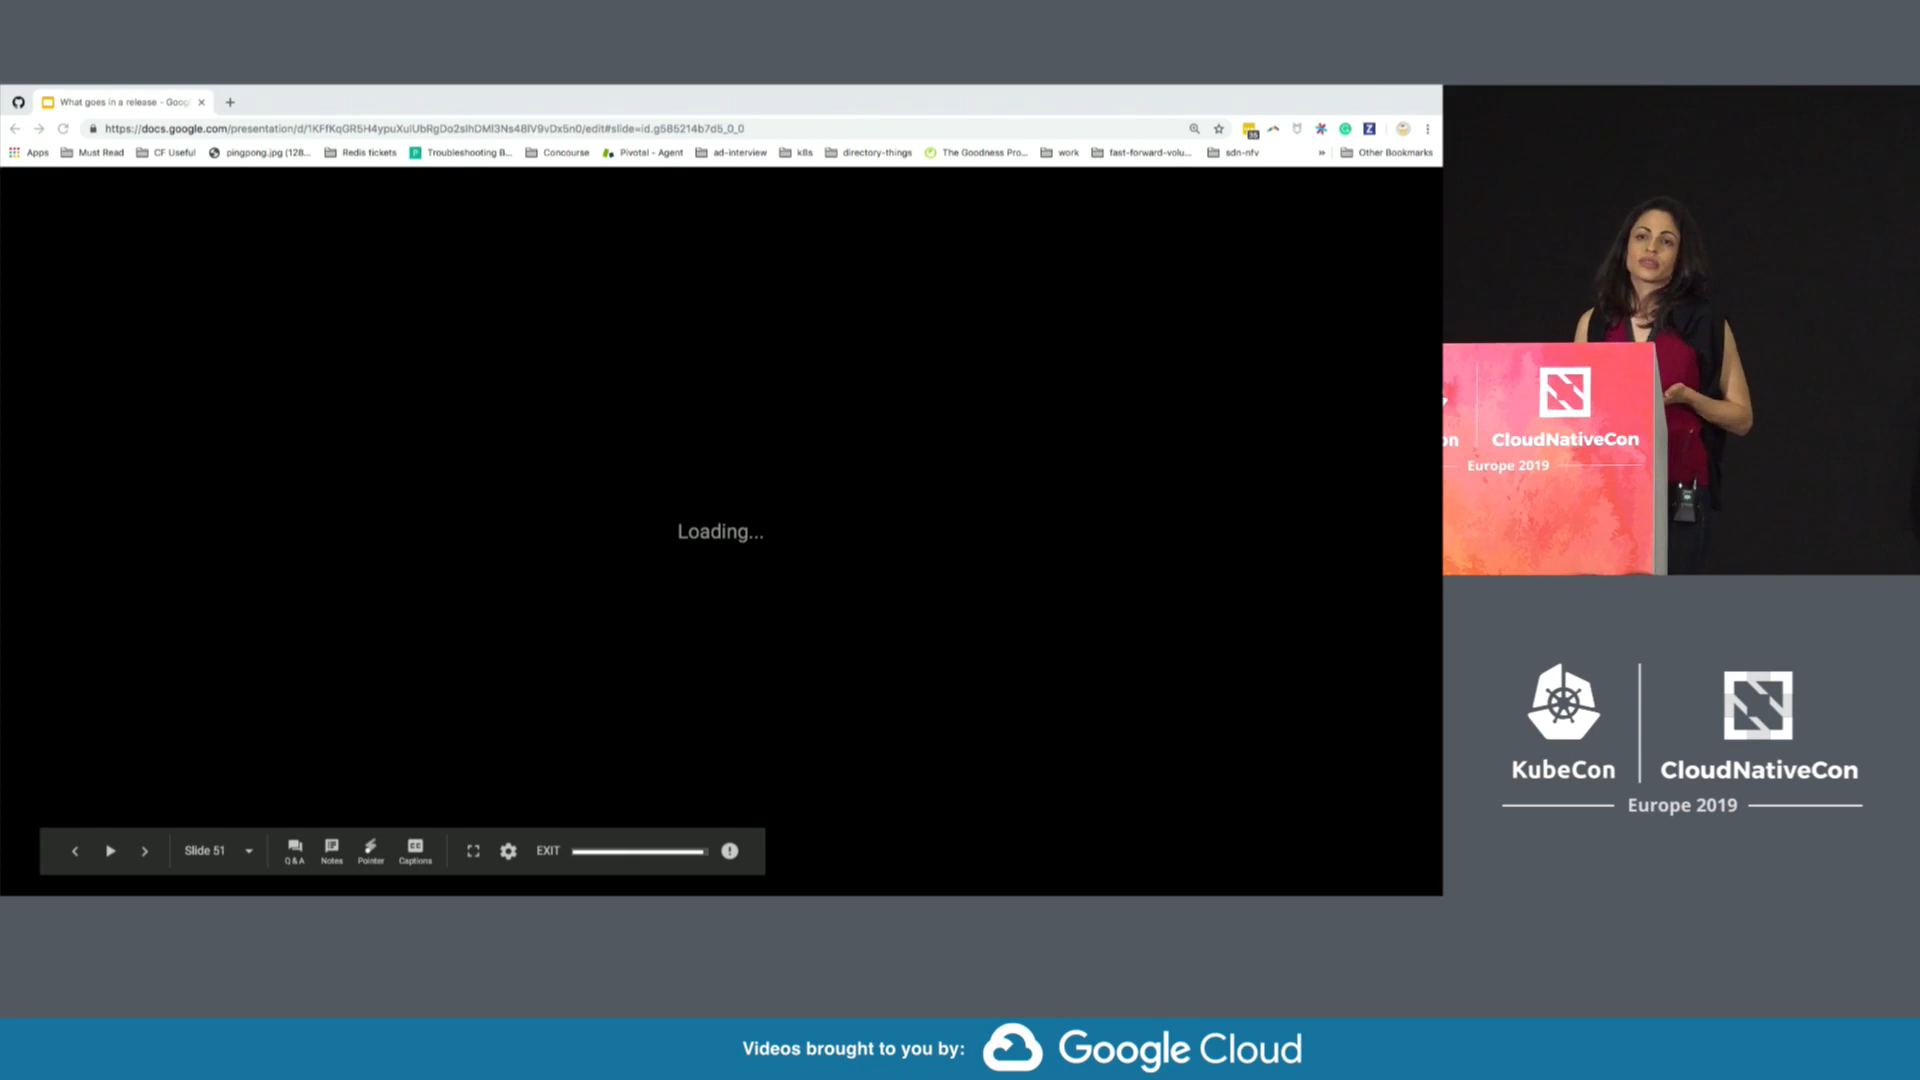 What goes in a release - Goog
https://docs.google.com/presentation/d/1KFfKqGR5H4ypuXulUbRgDo2slhDMl3Ns48IV9vDx5n0/edit#slide=id.g585214b7d5_0_0
Apps Must Read CF Useful pingpong.jpg (128... Redis tickets Troubleshooting B... Concourse Pivotal - Agent ad-interview k8s directory-things The Goodness Pro... work fast-forward-volu... sdn-nfv » Other Bookmarks
Loading...
Slide 51 Q&A Notes Pointer Captions EXIT
on CloudNativeCon
Europe 2019
KubeCon CloudNativeCon
Europe 2019
Videos brought to you by: Google Cloud